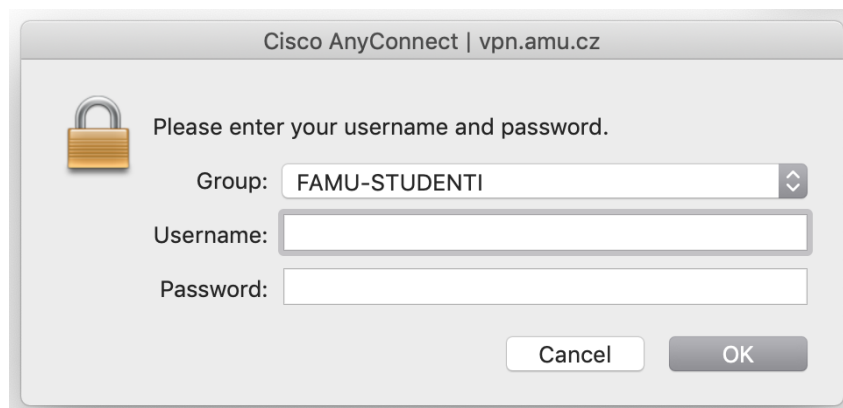 Cisco AnyConnect | vpn.amu.cz
Please enter your username and password.
Group: FAMU-STUDENTI
Username:
Password:
Cancel OK